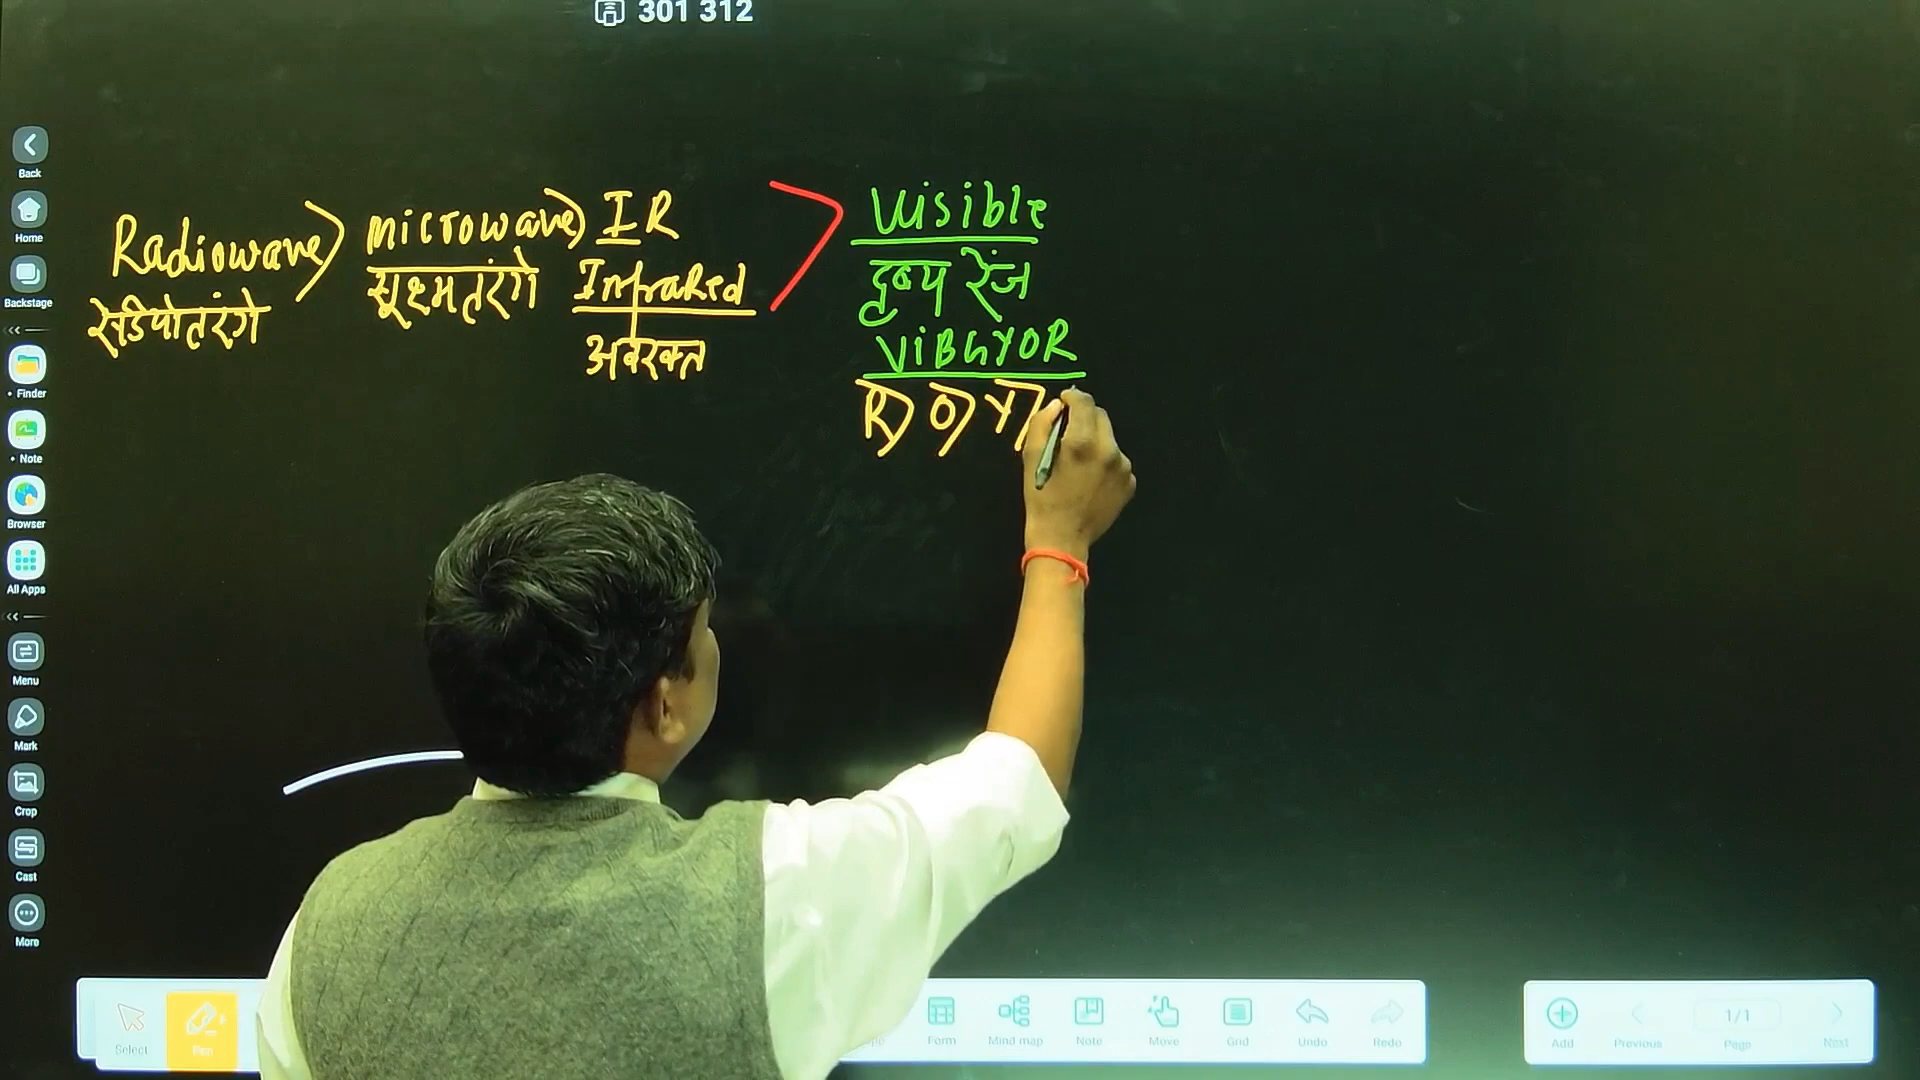 301 312
Back
Home
Backstage
Finder
Note
Browser
All Apps
Menu
Mark
Crop
Cast
More
Radiowave > microwave > IR >
रेडियोतरंगे
सूक्ष्मतरंगे
InfraRed
अवरक्त
Visible
दृश्य रेंज
ViBGYOR
R > O > Y >
Select
Pen
Form
Mind map
Note
Move
Grid
Undo
Redo
Add
Previous
1/1
Page
Next